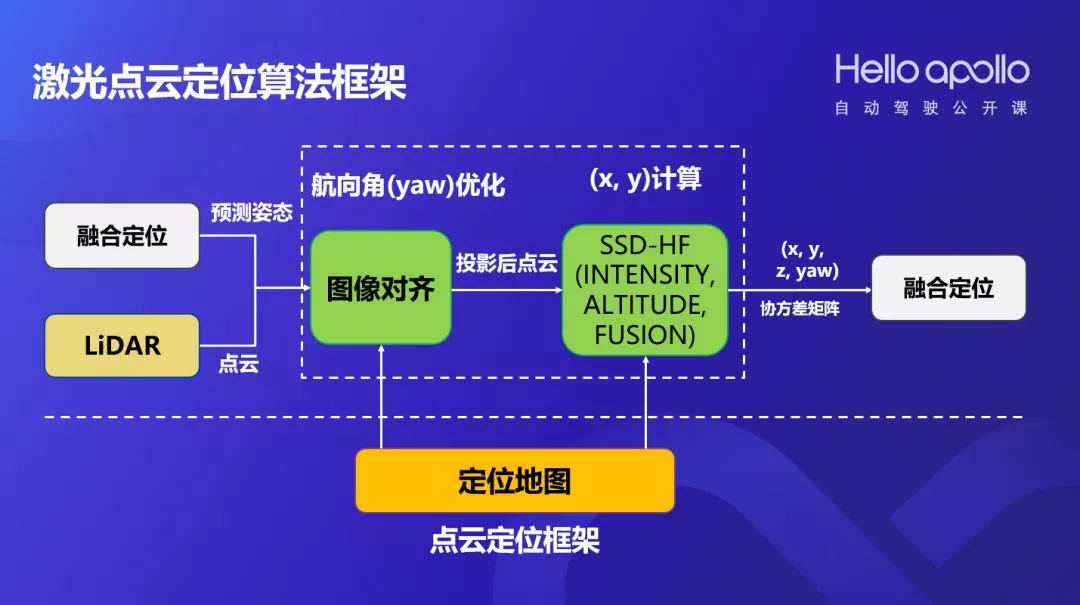 激光点云定位算法框架
Hello apollo
自动驾驶公开课
航向角(yaw)优化
(x, y)计算
预测姿态
融合定位
LiDAR
点云
图像对齐
投影后点云
SSD-HF
(INTENSITY,
ALTITUDE,
FUSION)
(x, y,
z, yaw)
协方差矩阵
融合定位
定位地图
点云定位框架